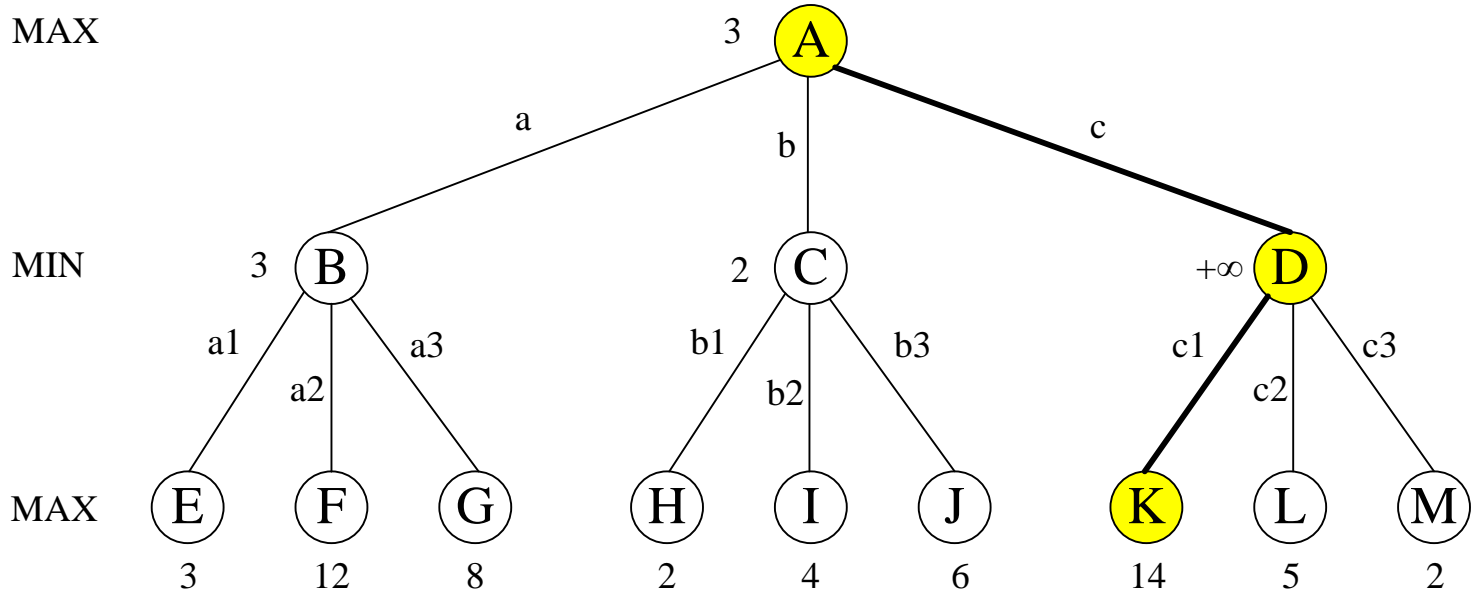 MAX 3 A
a b c
MIN 3 B 2 C +∞ D
a1 a2 a3 b1 b2 b3 c1 c2 c3
MAX E F G H I J K L M
3 12 8 2 4 6 14 5 2